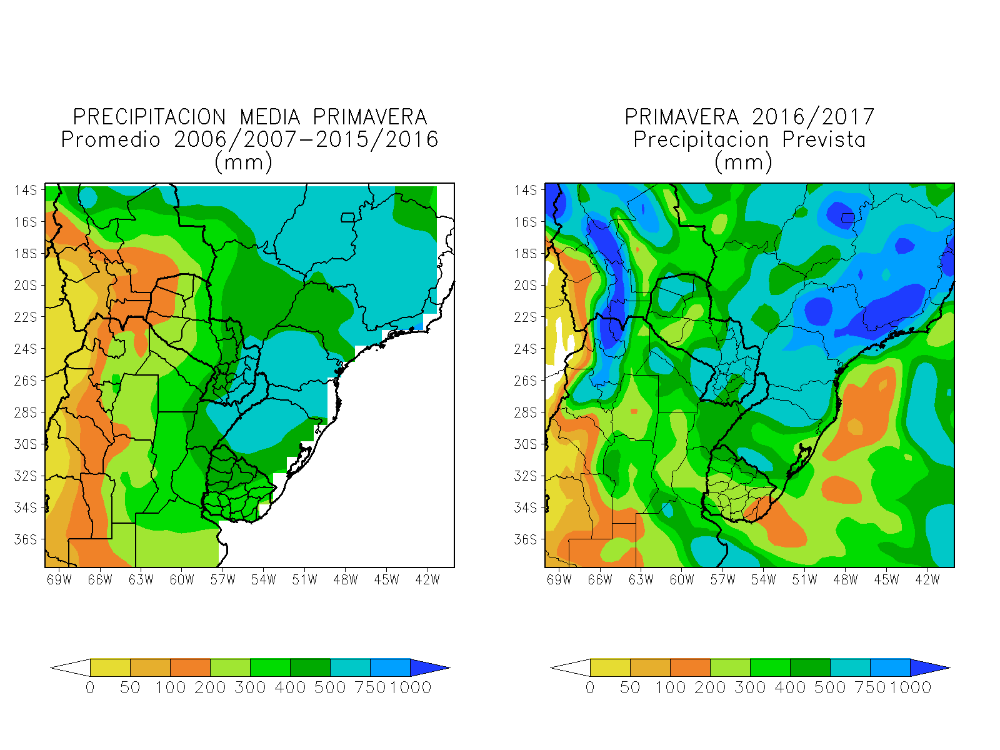 PRECIPITACION MEDIA PRIMAVERA
Promedio 2006/2007-2015/2016
(mm)
14S
16S
18S
20S
22S
24S
26S
28S
30S
32S
34S
36S
69W 66W 63W 60W 57W 54W 51W 48W 45W 42W
0 50 100 200 300 400 500 750 1000
PRIMAVERA 2016/2017
Precipitacion Prevista
(mm)
14S
16S
18S
20S
22S
24S
26S
28S
30S
32S
34S
36S
69W 66W 63W 60W 57W 54W 51W 48W 45W 42W
0 50 100 200 300 400 500 750 1000